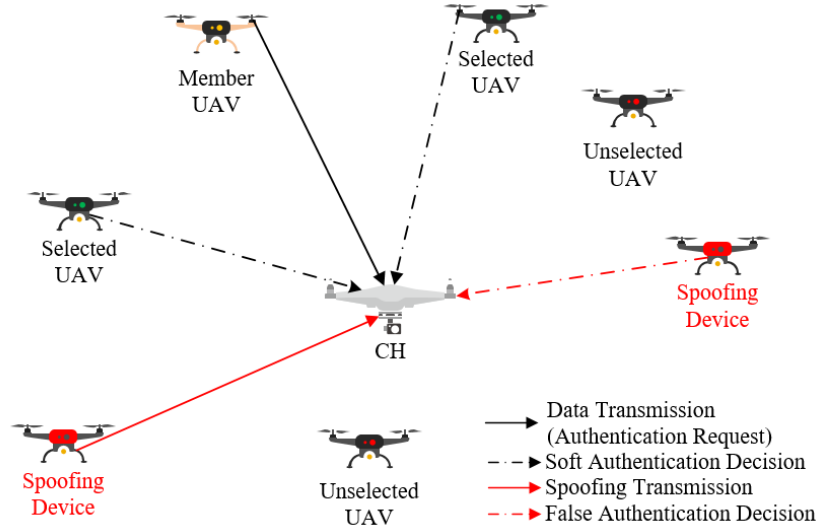 Member
UAV
Selected
UAV
Unselected
UAV
Selected
UAV
Spoofing
Device
CH
Spoofing
Device
Unselected
UAV
Data Transmission
(Authentication Request)
Soft Authentication Decision
Spoofing Transmission
False Authentication Decision